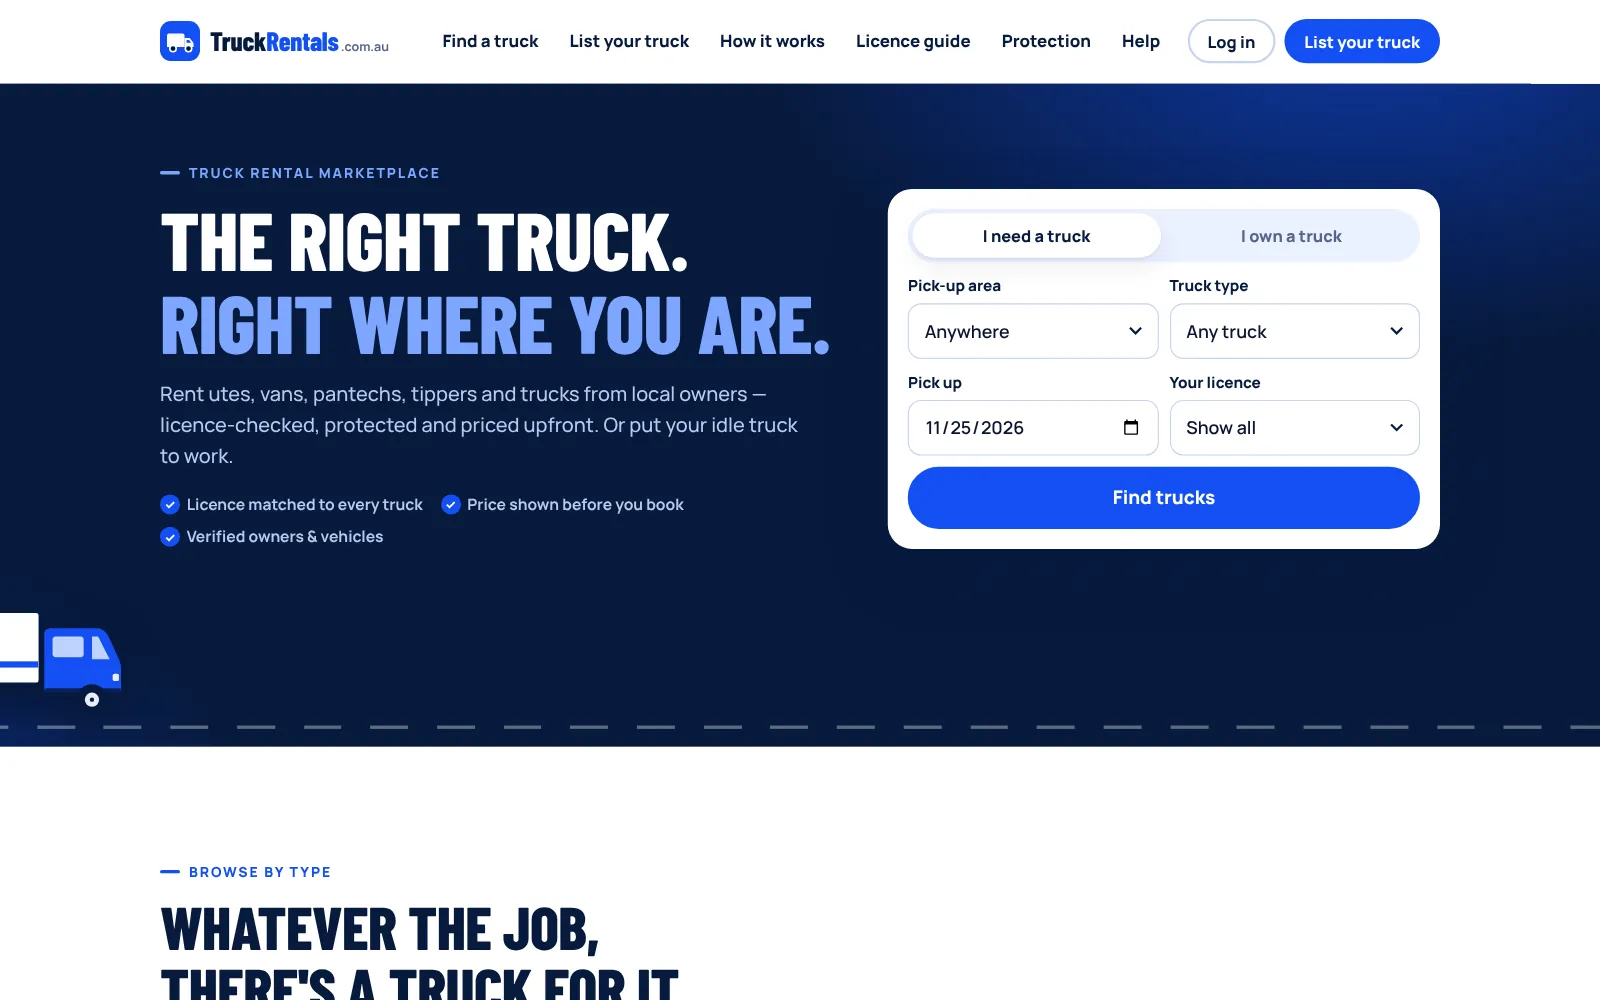 TruckRentals.com.au
Find a truck
List your truck
How it works
Licence guide
Protection
Help
Log in
List your truck
TRUCK RENTAL MARKETPLACE
THE RIGHT TRUCK.
RIGHT WHERE YOU ARE.
Rent utes, vans, pantechs, tippers and trucks from local owners —
licence-checked, protected and priced upfront. Or put your idle truck
to work.
Licence matched to every truck
Price shown before you book
Verified owners & vehicles
I need a truck
I own a truck
Pick-up area
Truck type
Anywhere
Any truck
Pick up
Your licence
11/25/2026
Show all
Find trucks
BROWSE BY TYPE
WHATEVER THE JOB,
THERE'S A TRUCK FOR IT